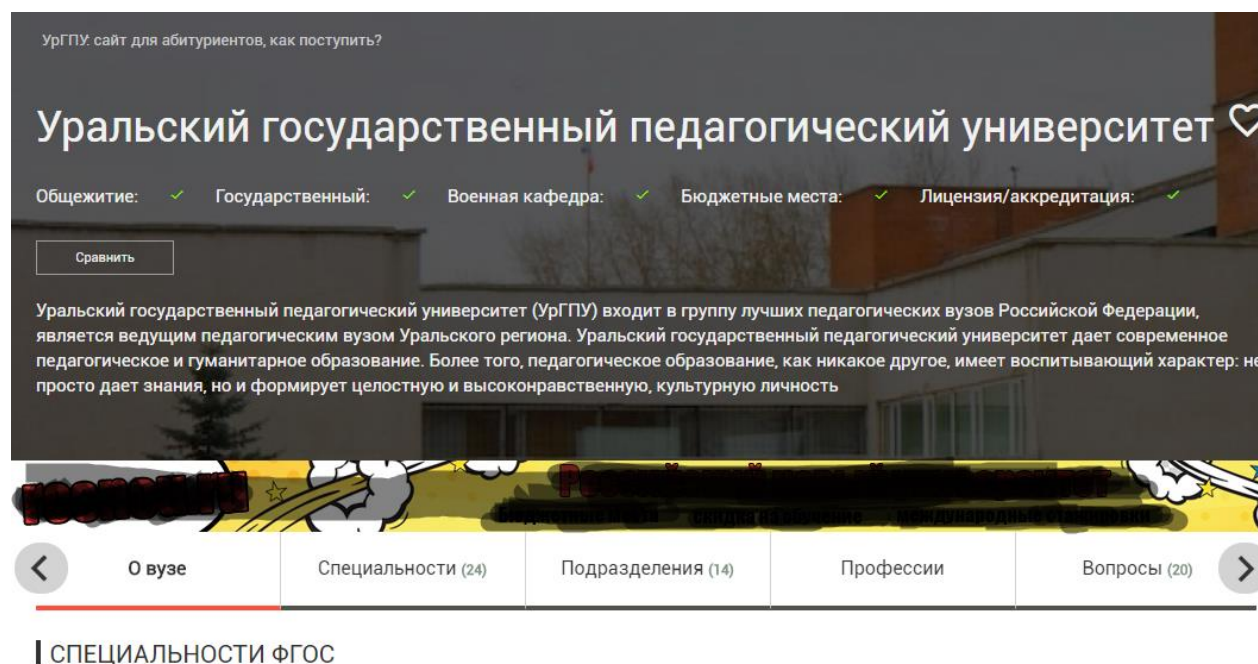 УрГПУ: сайт для абитуриентов, как поступить?
Уральский государственный педагогический университет
Общежитие: Государственный: Военная кафедра: Бюджетные места: Лицензия/аккредитация:
Сравнить
Уральский государственный педагогический университет (УрГПУ) входит в группу лучших педагогических вузов Российской Федерации,
является ведущим педагогическим вузом Уральского региона. Уральский государственный педагогический университет дает современное
педагогическое и гуманитарное образование. Более того, педагогическое образование, как никакое другое, имеет воспитывающий характер: не
просто дает знания, но и формирует целостную и высоконравственную, культурную личность
О вузе Специальности (24) Подразделения (14) Профессии Вопросы (20)
СПЕЦИАЛЬНОСТИ ФГОС